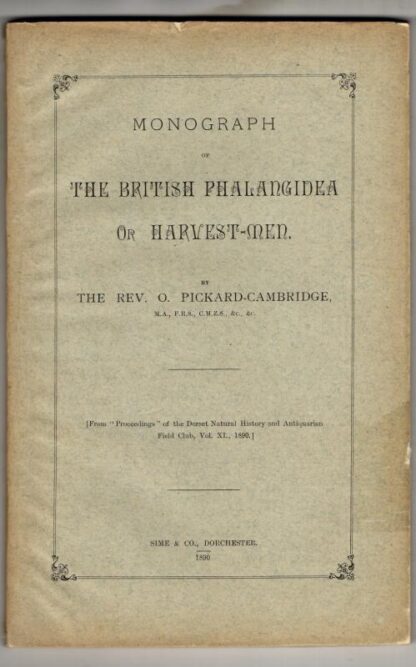 MONOGRAPH
OF
THE BRITISH PHALANGIDEA
OR HARVEST-MEN.
BY
THE REV. O. PICKARD-CAMBRIDGE,
M.A., F.R.S., C.M.Z.S., &c., &c.
[From "Proceedings" of the Dorset Natural History and Antiquarian
Field Club, Vol. XI., 1890.]
SIME & CO., DORCHESTER.
1890